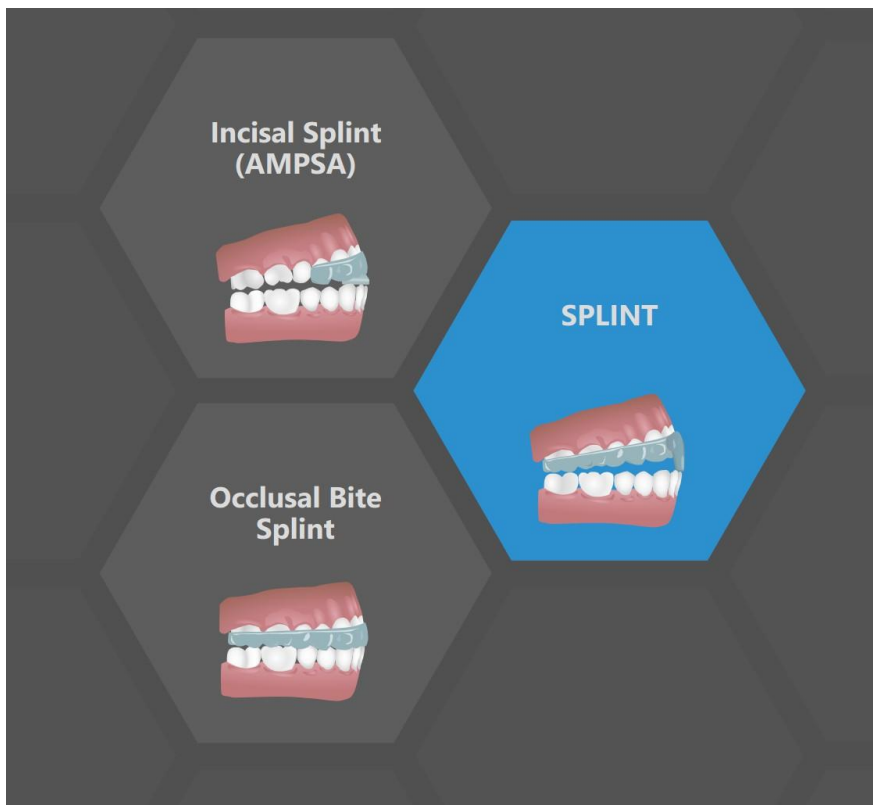 Incisal Splint
(AMPSA)
SPLINT
Occlusal Bite
Splint